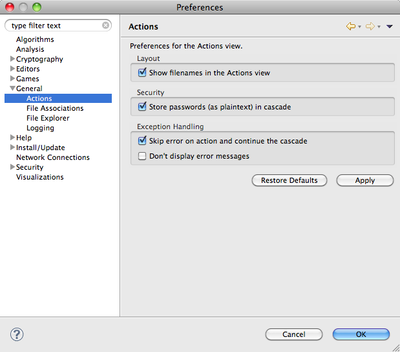 Preferences
type filter text
Algorithms
Analysis
Cryptography
Editors
Games
General
Actions
File Associations
File Explorer
Logging
Help
Install/Update
Network Connections
Security
Visualizations
Actions
Preferences for the Actions view.
Layout
Show filenames in the Actions view
Security
Store passwords (as plaintext) in cascade
Exception Handling
Skip error on action and continue the cascade
Don't display error messages
Restore Defaults
Apply
?
Cancel
OK